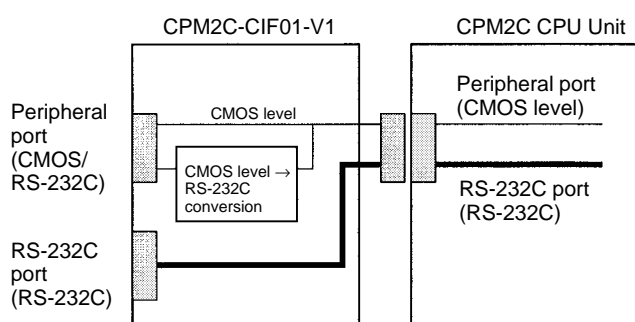 CPM2C-CIF01-V1
CPM2C CPU Unit
Peripheral
port
(CMOS/
RS-232C)
CMOS level
CMOS level →
RS-232C
conversion
RS-232C
port
(RS-232C)
Peripheral port
(CMOS level)
RS-232C port
(RS-232C)